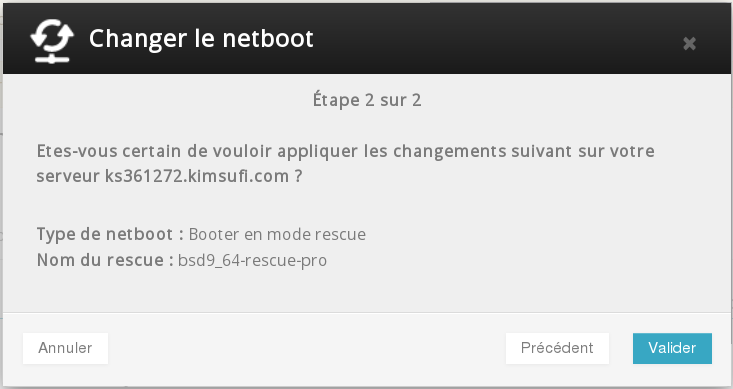 Changer le netboot
Étape 2 sur 2
Etes-vous certain de vouloir appliquer les changements suivant sur votre
serveur ks361272.kimsufi.com ?
Type de netboot : Booter en mode rescue
Nom du rescue : bsd9_64-rescue-pro
Annuler
Précédent
Valider